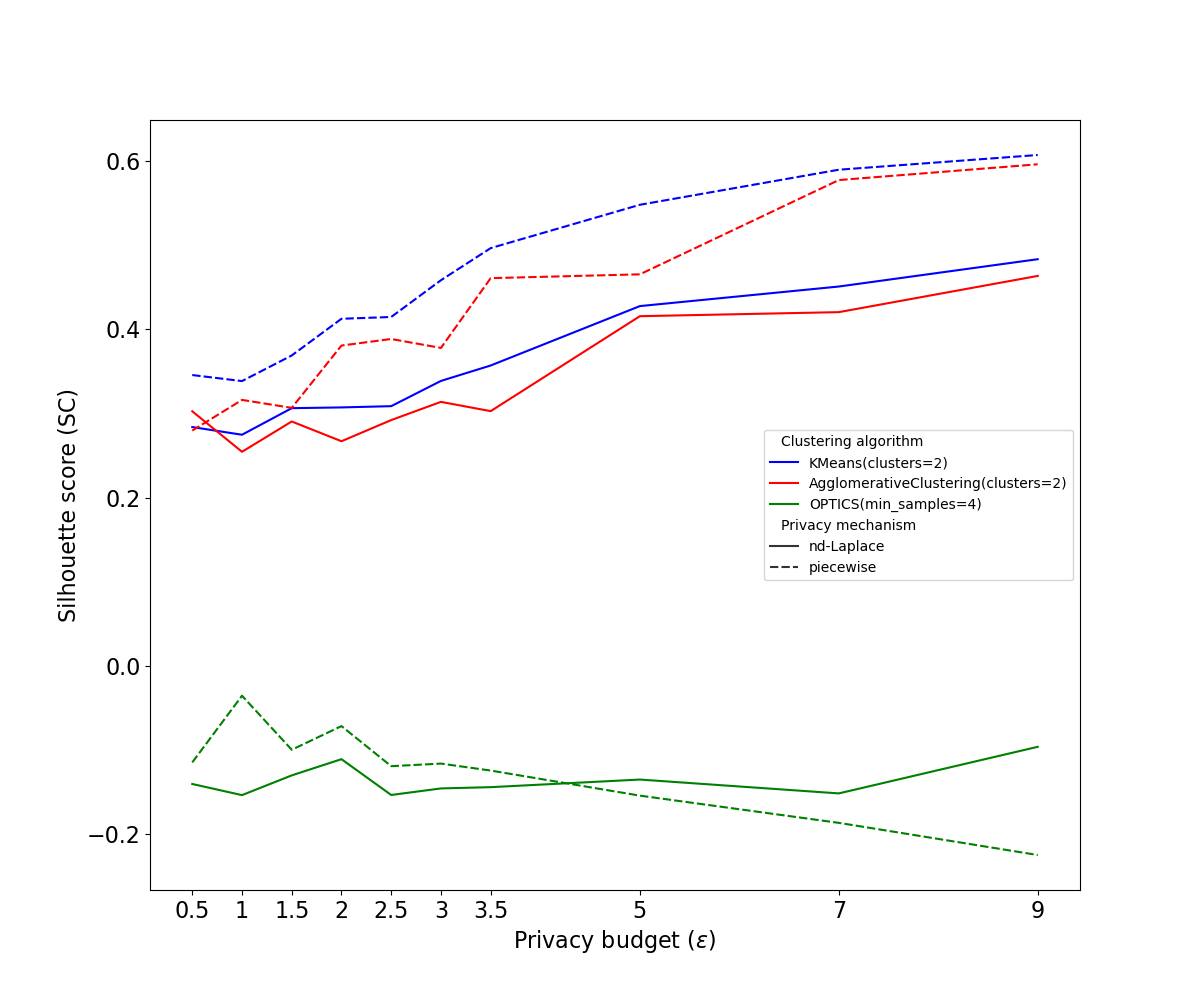 0.6
0.4
0.2
0.0
−0.2
Silhouette score (SC)
Clustering algorithm
KMeans(clusters=2)
AgglomerativeClustering(clusters=2)
OPTICS(min_samples=4)
Privacy mechanism
nd-Laplace
piecewise
0.5 1 1.5 2 2.5 3 3.5 5 7 9
Privacy budget (ε)